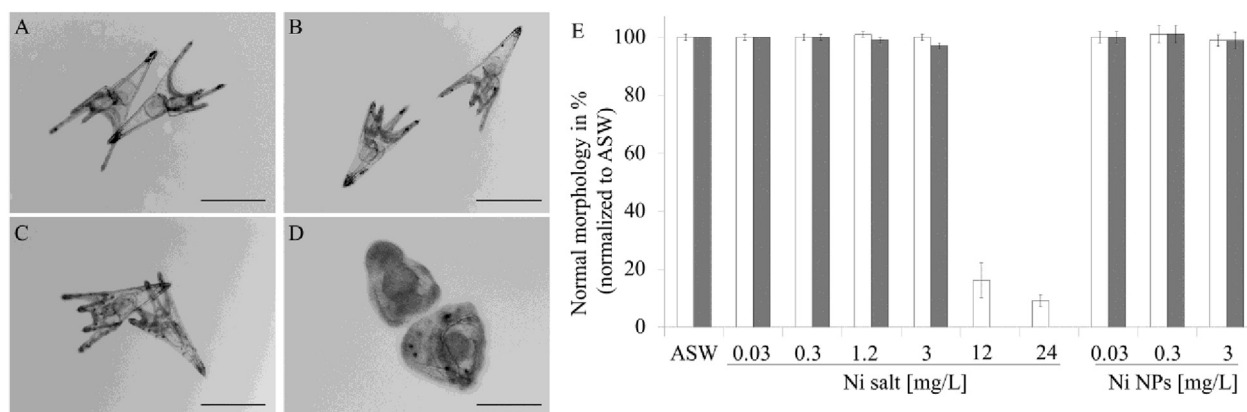 A
B
C
D
E
Normal morphology in %
(normalized to ASW)
100
80
60
40
20
0
ASW 0.03 0.3 1.2 3 12 24 0.03 0.3 3
Ni salt [mg/L] Ni NPs [mg/L]